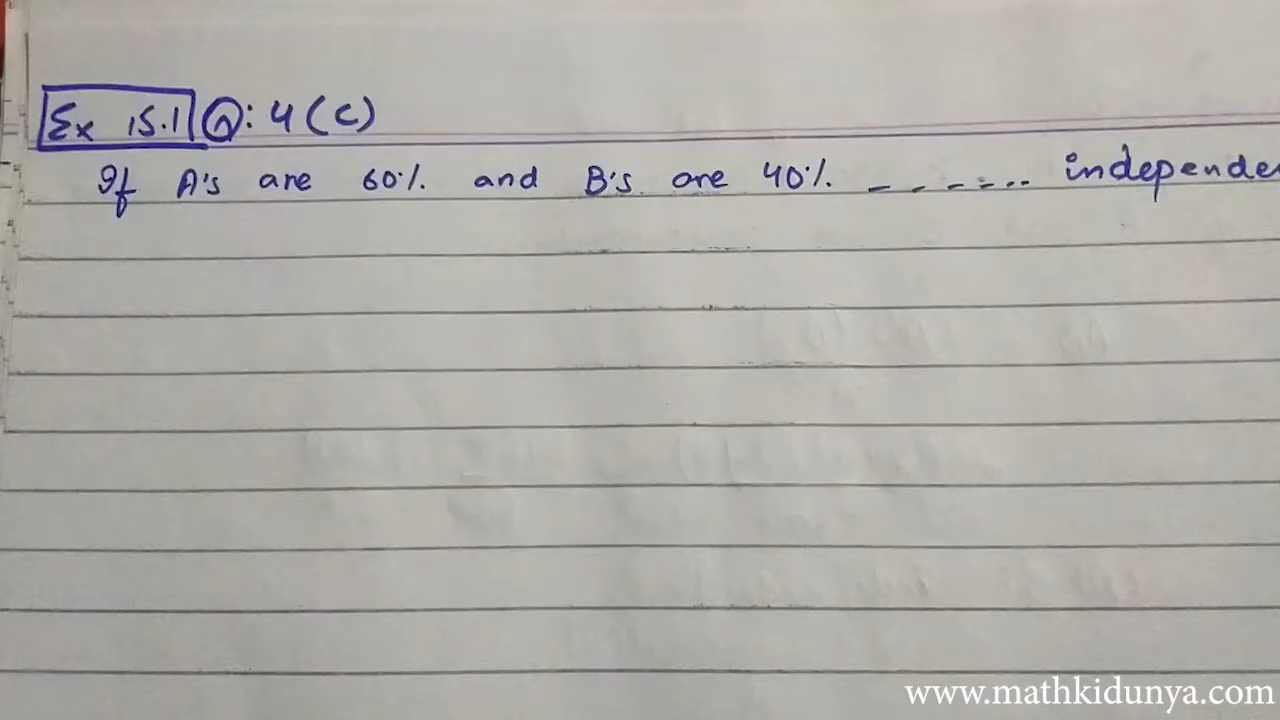 Ex 15.1 Q: 4 (C)
If A's are 60% and B's are 40% - - - - - .. independe
www.mathkidunya.com